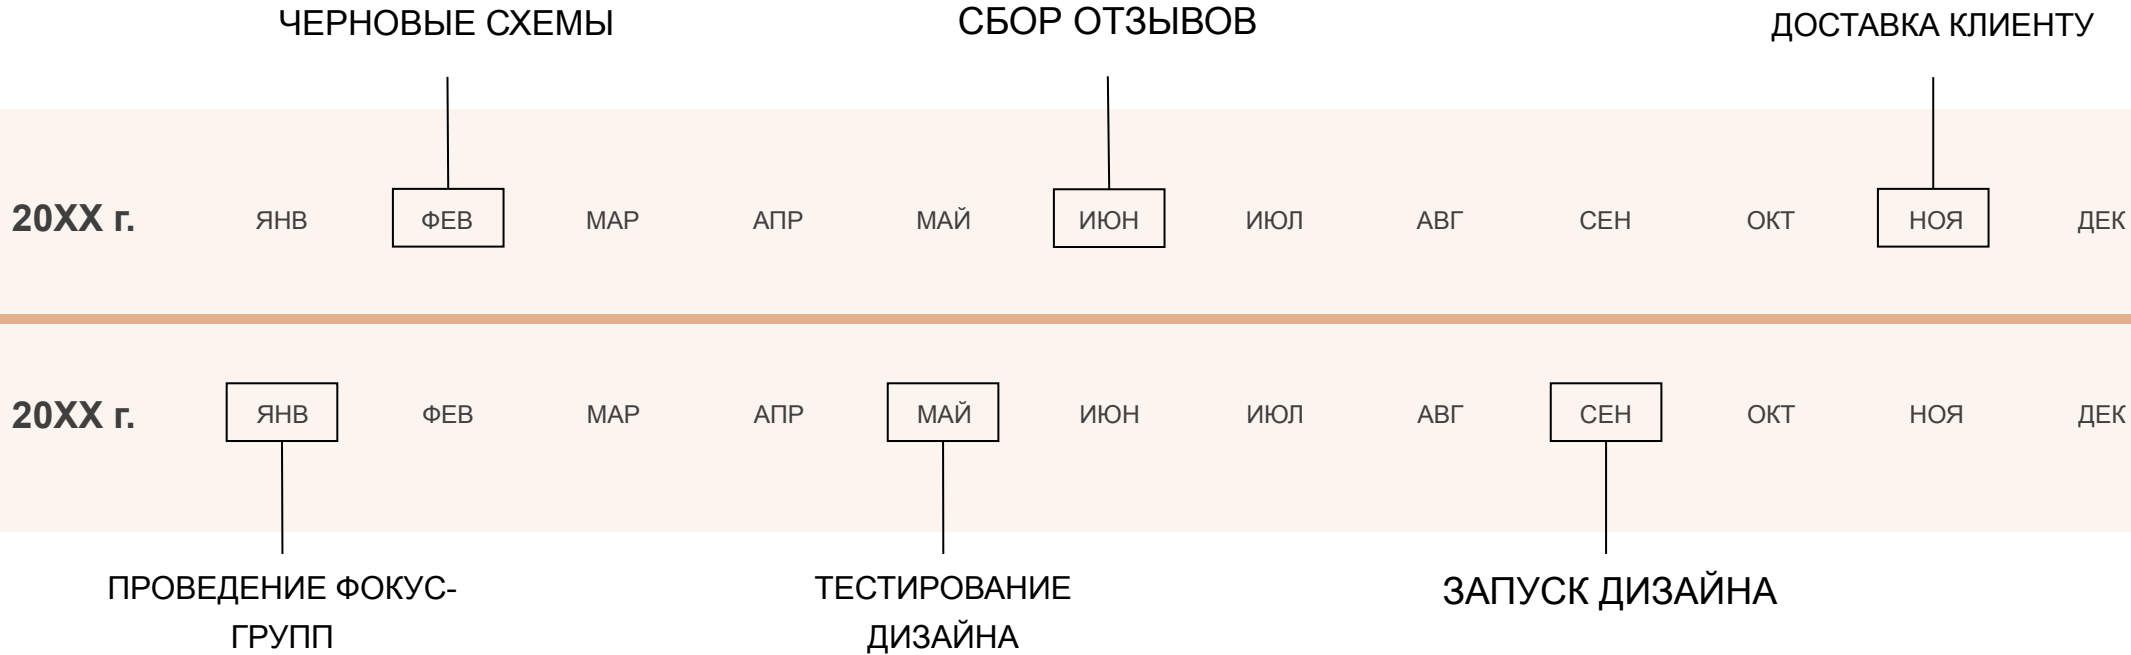 ЧЕРНОВЫЕ СХЕМЫ
СБОР ОТЗЫВОВ
ДОСТАВКА КЛИЕНТУ
20XX г. ЯНВ ФЕВ МАР АПР МАЙ ИЮН ИЮЛ АВГ СЕН ОКТ НОЯ ДЕК
20XX г. ЯНВ ФЕВ МАР АПР МАЙ ИЮН ИЮЛ АВГ СЕН ОКТ НОЯ ДЕК
ПРОВЕДЕНИЕ ФОКУС-
ГРУПП
ТЕСТИРОВАНИЕ
ДИЗАЙНА
ЗАПУСК ДИЗАЙНА